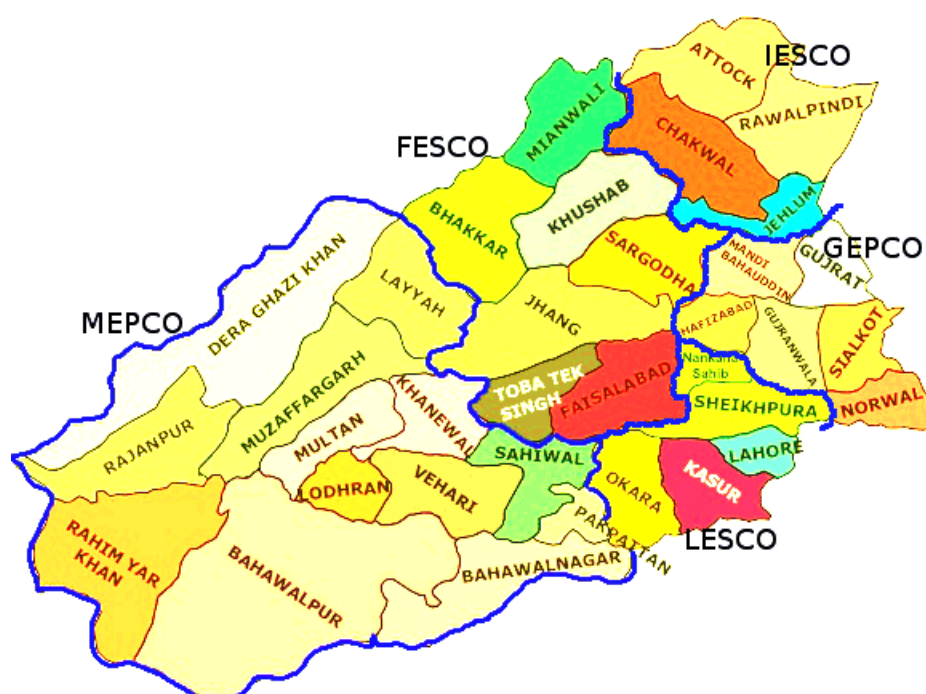 ATTOCK
IESCO
RAWALPINDI
MIANWALI
CHAKWAL
FESCO
KHUSHAB
JEHLUM
BHAKKAR
SARGODHA
MANDI
BAHAUDDIN
GUJRAT
GEPCO
DERA GHAZI KHAN
LAYYAH
MEPCO
JHANG
HAFIZABAD
GUJRANWALA
SIALKOT
MUZAFFARGARH
KHANEWAL
TOBA TEK
SINGH
FAISALABAD
Nankana
Sahib
SHEIKHPURA
NORWAL
RAJANPUR
MULTAN
SAHIWAL
LAHORE
LODHRAN
VEHARI
OKARA
KASUR
PAKPATTAN
LESCO
RAHIM YAR
KHAN
BAHAWALPUR
BAHAWALNAGAR